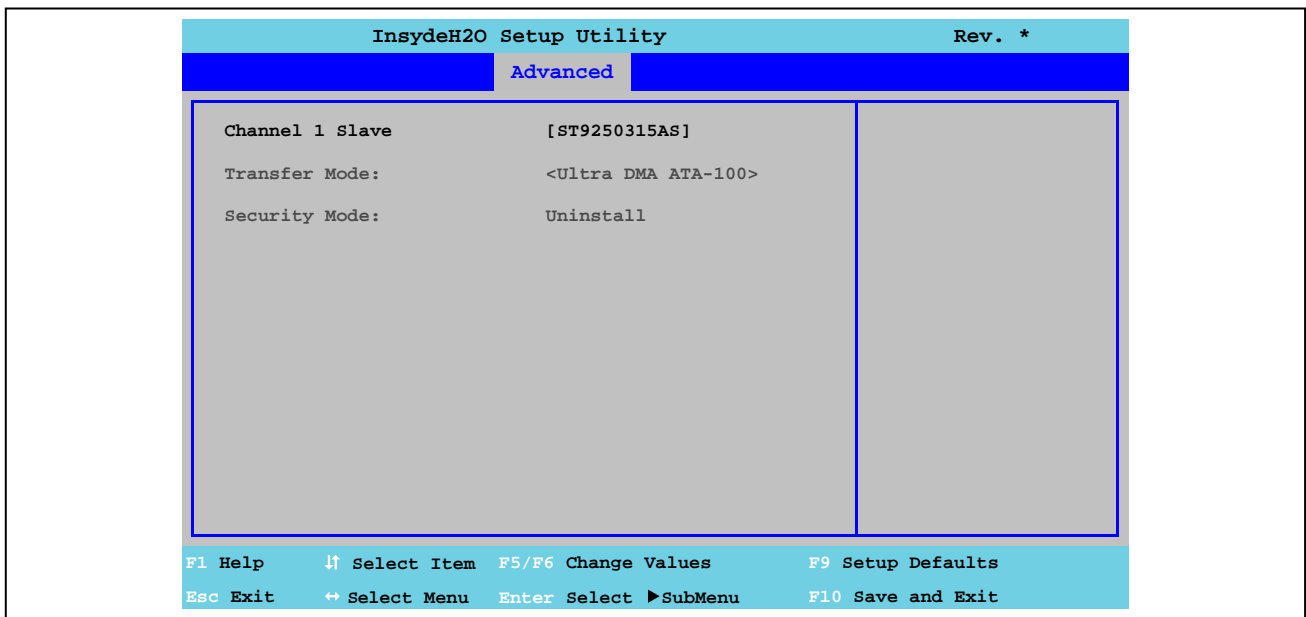 InsydeH2O Setup Utility Rev. *
Advanced
Channel 1 Slave [ST9250315AS]
Transfer Mode: <Ultra DMA ATA-100>
Security Mode: Uninstall
F1 Help ↓↑ Select Item F5/F6 Change Values F9 Setup Defaults
Esc Exit ↔ Select Menu Enter Select ▶SubMenu F10 Save and Exit